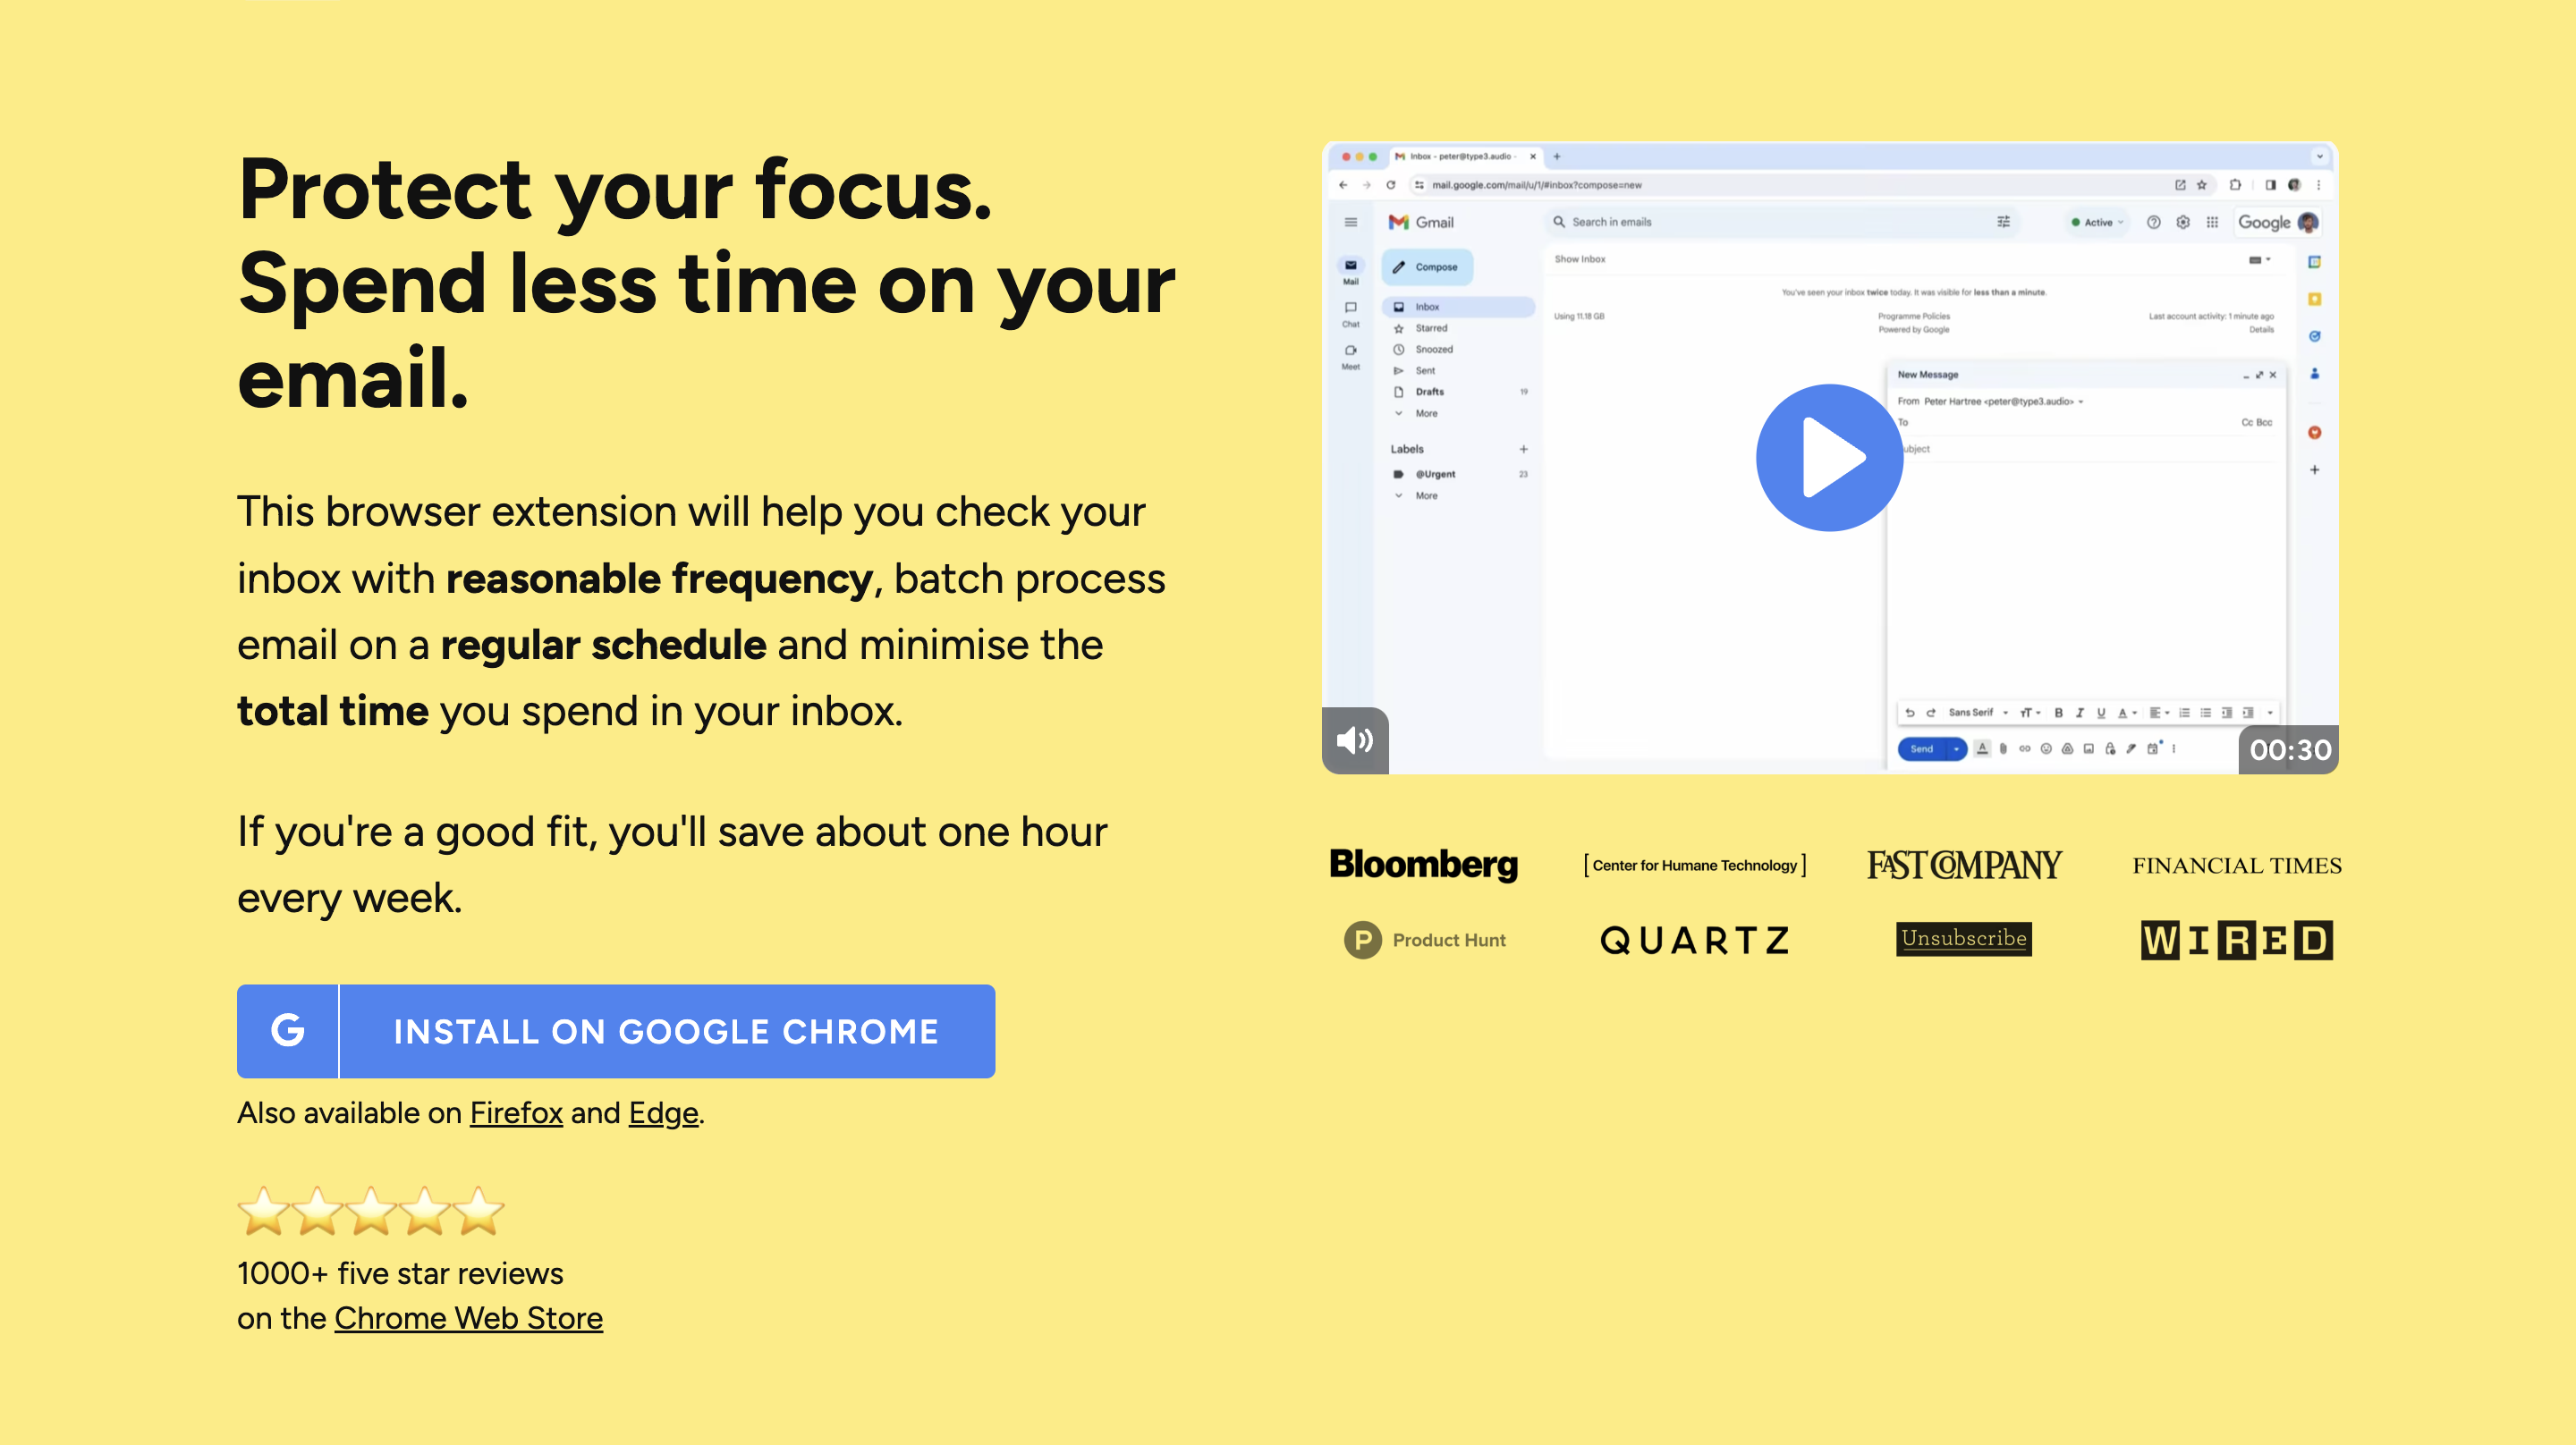 Protect your focus.
Spend less time on your
email.
This browser extension will help you check your
inbox with reasonable frequency, batch process
email on a regular schedule and minimise the
total time you spend in your inbox.
If you're a good fit, you'll save about one hour
every week.
G INSTALL ON GOOGLE CHROME
Also available on Firefox and Edge.
1000+ five star reviews
on the Chrome Web Store
Inbox - peter@type3.audio -
mail.google.com/mail/u/1/#inbox?compose=new
Gmail
Search in emails
Active
Google
Mail
Chat
Meet
Compose
Inbox
Starred
Snoozed
Sent
Drafts 19
More
Labels
@Urgent 23
More
Show Inbox
You've seen your inbox twice today. It was visible for less than a minute.
Using 11.18 GB
Programme Policies
Powered by Google
Last account activity: 1 minute ago
Details
New Message
From Peter Hartree <peter@type3.audio>
To Cc Bcc
ubject
Sans Serif
Send
00:30
Bloomberg [Center for Humane Technology] FAST COMPANY FINANCIAL TIMES
P Product Hunt QUARTZ Unsubscribe WIRED